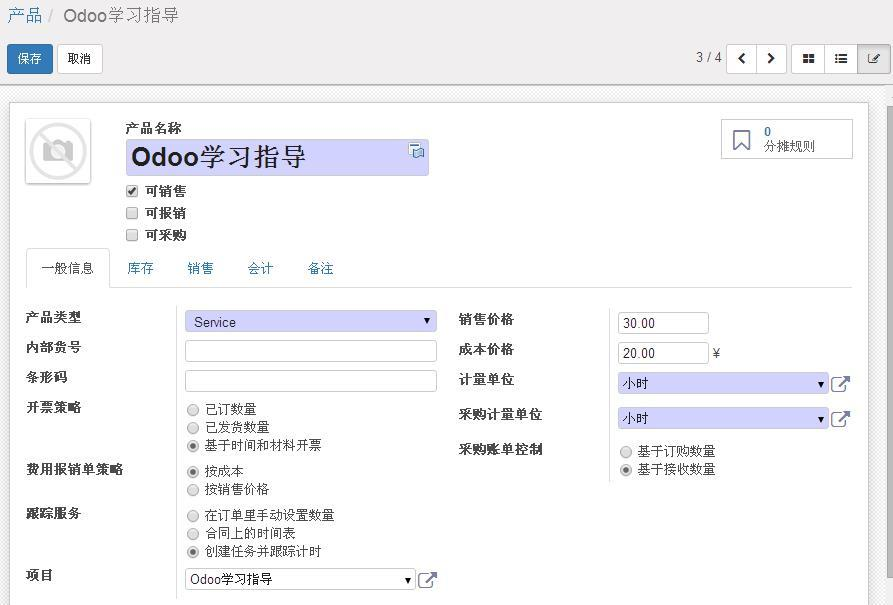 产品 / Odoo学习指导
保存 取消
3 / 4
产品名称
Odoo学习指导
0
分摊规则
可销售
可报销
可采购
一般信息 库存 销售 会计 备注
产品类型 Service
内部货号
条形码
开票策略 已订数量
已发货数量
基于时间和材料开票
费用报销单策略 按成本
按销售价格
跟踪服务 在订单里手动设置数量
合同上的时间表
创建任务并跟踪计时
项目 Odoo学习指导
销售价格 30.00
成本价格 20.00 ¥
计量单位 小时
采购计量单位 小时
采购账单控制 基于订购数量
基于接收数量